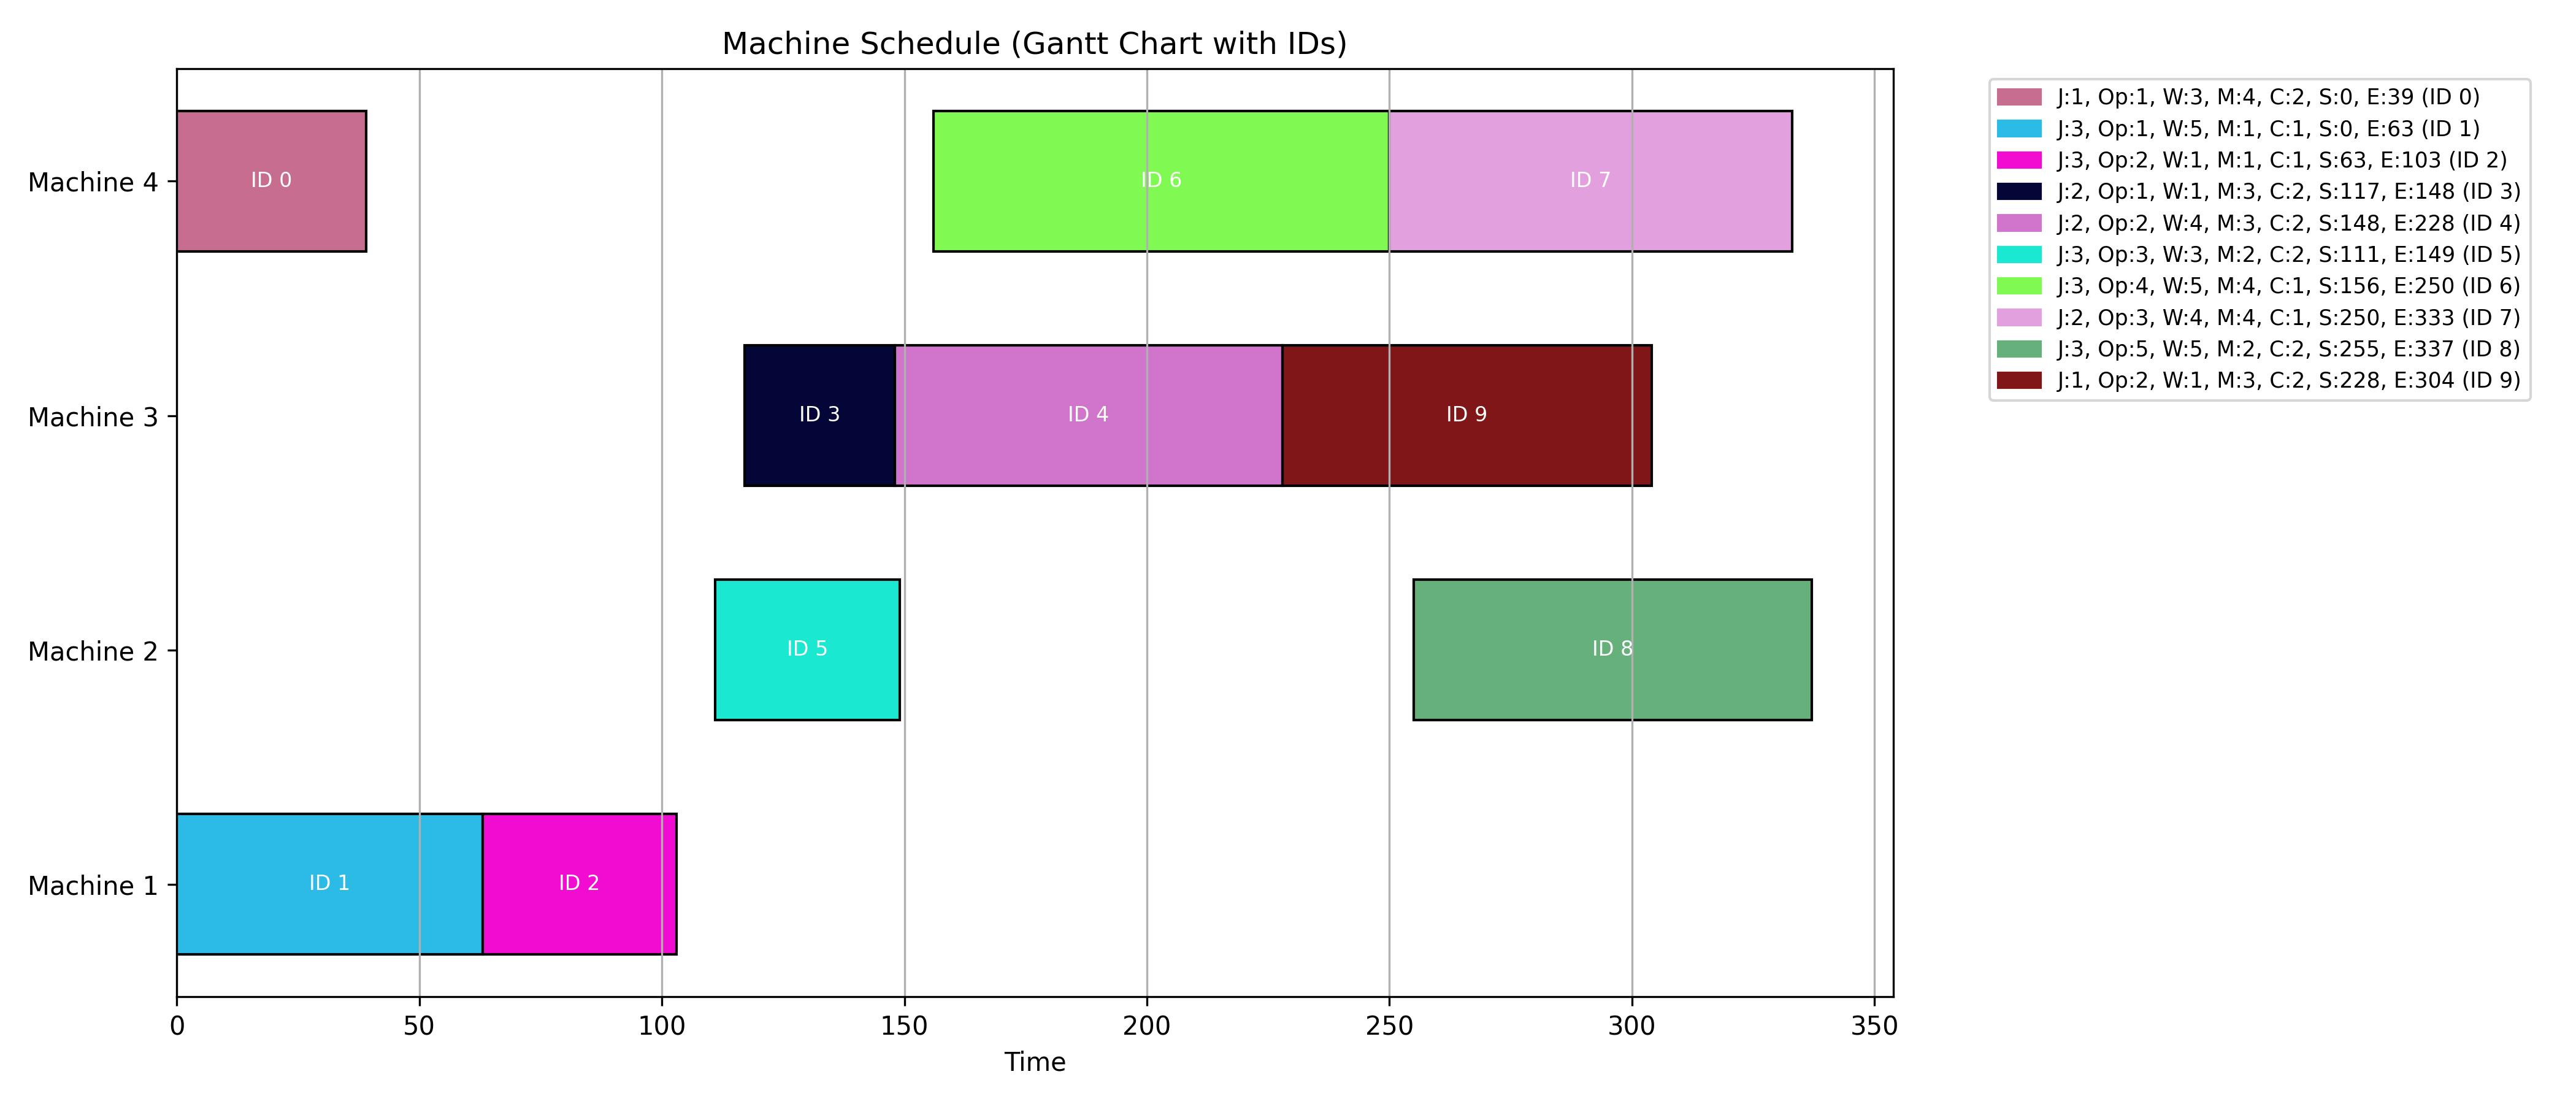 Machine Schedule (Gantt Chart with IDs)
Machine 4
ID 0
ID 6
ID 7
Machine 3
ID 3
ID 4
ID 9
Machine 2
ID 5
ID 8
Machine 1
ID 1
ID 2
0 50 100 150 200 250 300 350
Time
J:1, Op:1, W:3, M:4, C:2, S:0, E:39 (ID 0)
J:3, Op:1, W:5, M:1, C:1, S:0, E:63 (ID 1)
J:3, Op:2, W:1, M:1, C:1, S:63, E:103 (ID 2)
J:2, Op:1, W:1, M:3, C:2, S:117, E:148 (ID 3)
J:2, Op:2, W:4, M:3, C:2, S:148, E:228 (ID 4)
J:3, Op:3, W:3, M:2, C:2, S:111, E:149 (ID 5)
J:3, Op:4, W:5, M:4, C:1, S:156, E:250 (ID 6)
J:2, Op:3, W:4, M:4, C:1, S:250, E:333 (ID 7)
J:3, Op:5, W:5, M:2, C:2, S:255, E:337 (ID 8)
J:1, Op:2, W:1, M:3, C:2, S:228, E:304 (ID 9)